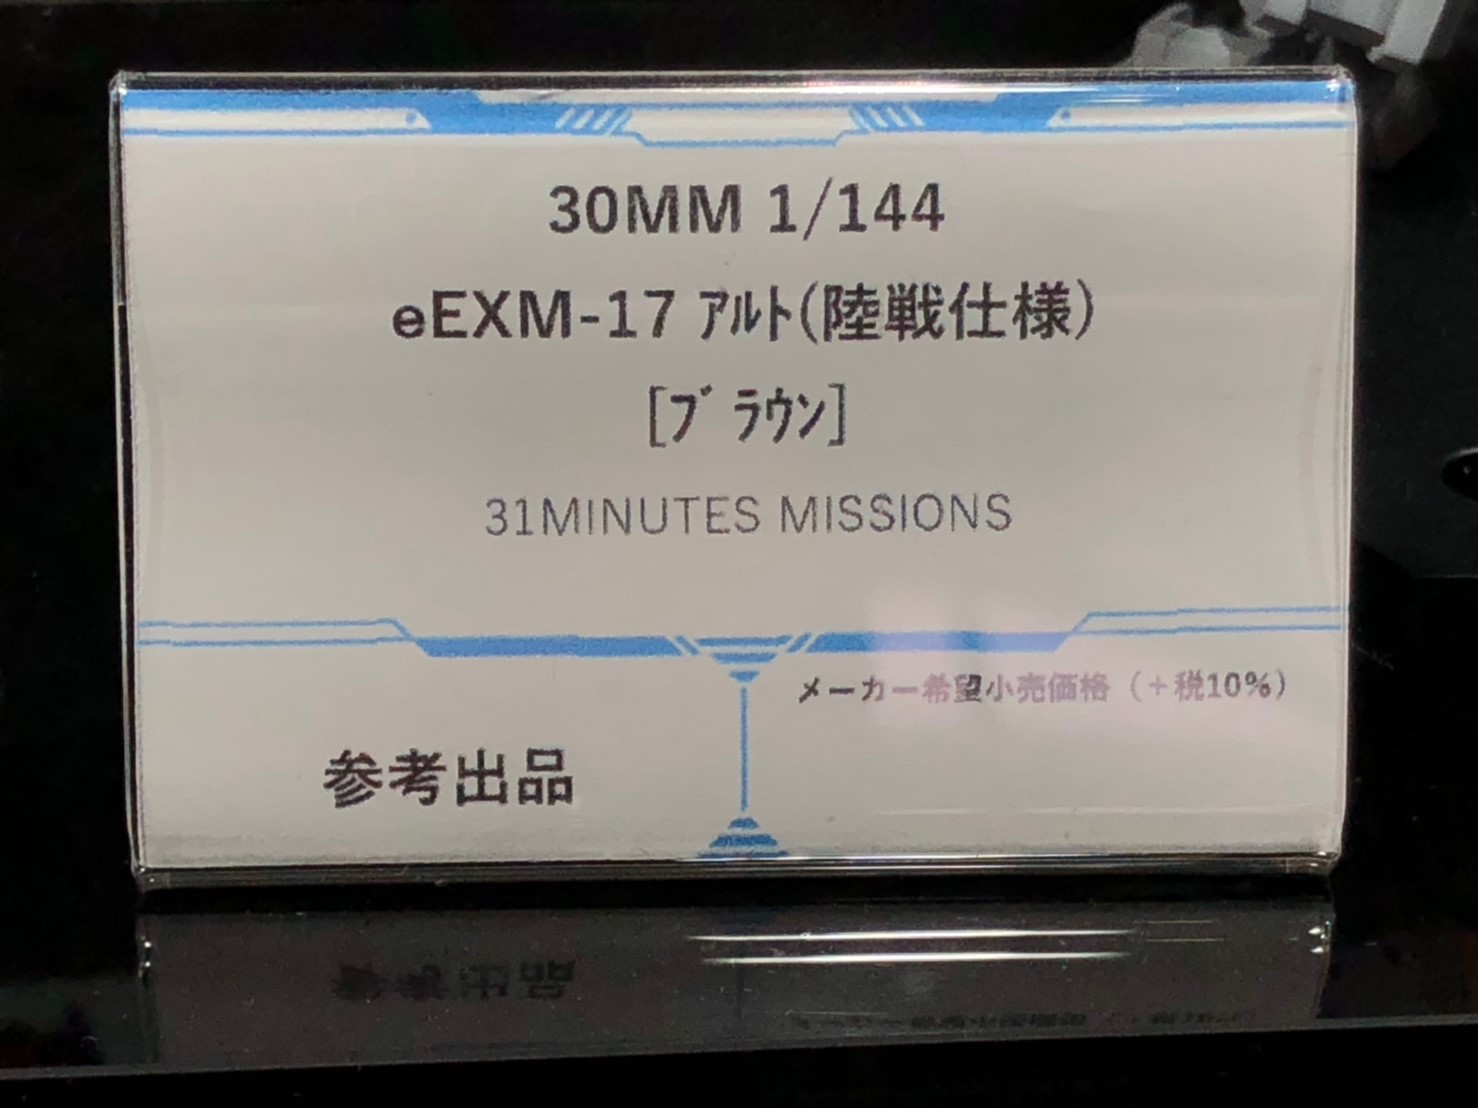 30MM 1/144
eEXM-17 ｱﾙﾄ(陸戦仕様)
[ﾌﾞﾗｳﾝ]
31MINUTES MISSIONS
メーカー希望小売価格（＋税10%）
参考出品